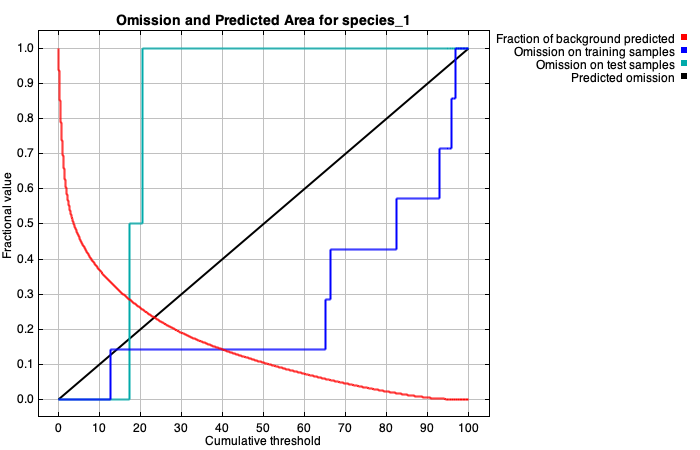 Omission and Predicted Area for species_1
Fraction of background predicted
Omission on training samples
Omission on test samples
Predicted omission
Fractional value
1.0
0.9
0.8
0.7
0.6
0.5
0.4
0.3
0.2
0.1
0.0
0 10 20 30 40 50 60 70 80 90 100
Cumulative threshold